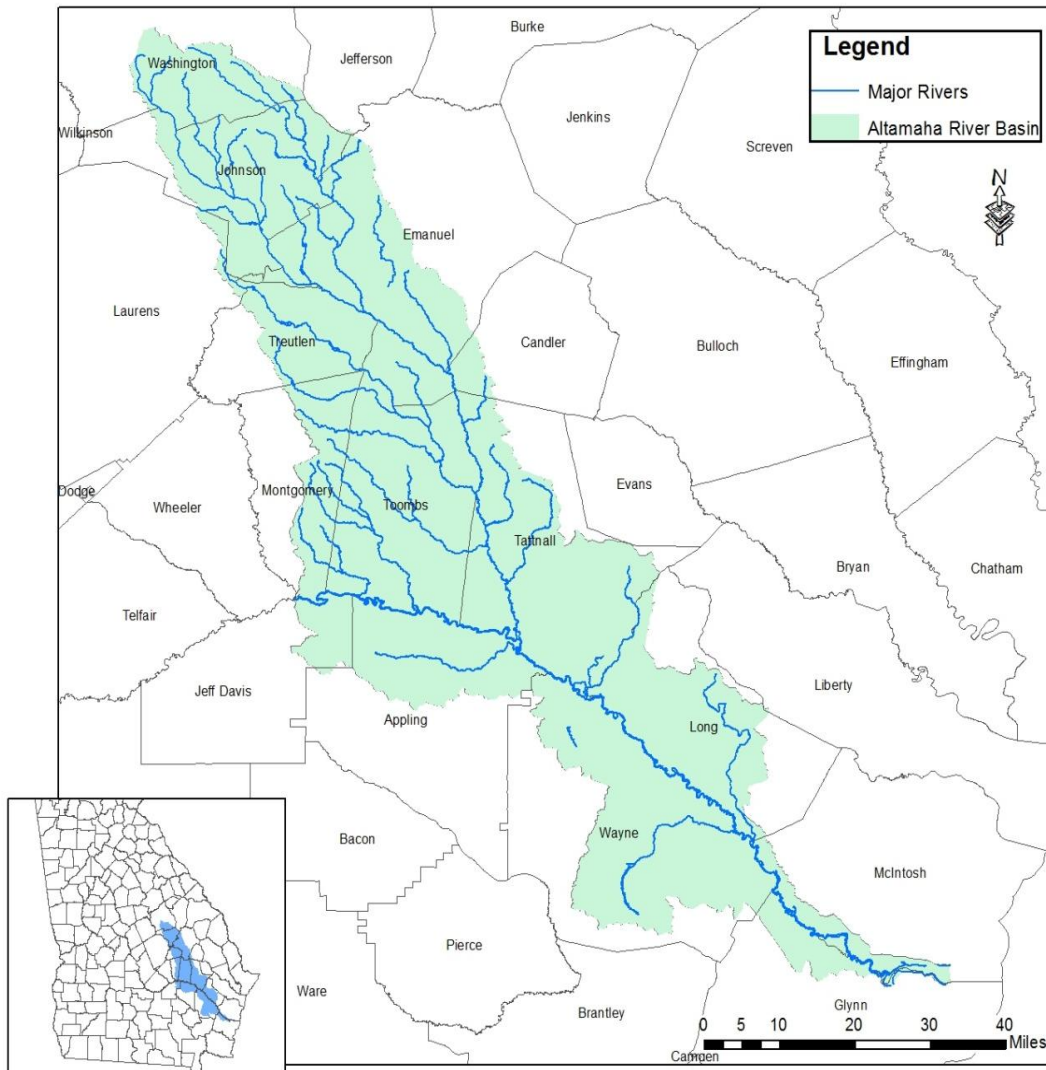 Burke
Legend
Washington
Jefferson
Major Rivers
Altamaha River Basin
Jenkins
Wilkinson
Screven
Johnson
N
Emanuel
Laurens
Treutlen
Candler
Bulloch
Effingham
Dodge
Wheeler
Montgomery
Toombs
Evans
Tattnall
Bryan
Chatham
Telfair
Jeff Davis
Appling
Long
Liberty
Bacon
Wayne
McIntosh
Pierce
Ware
Brantley
Glynn
0 5 10 20 30 40
Miles
Camden